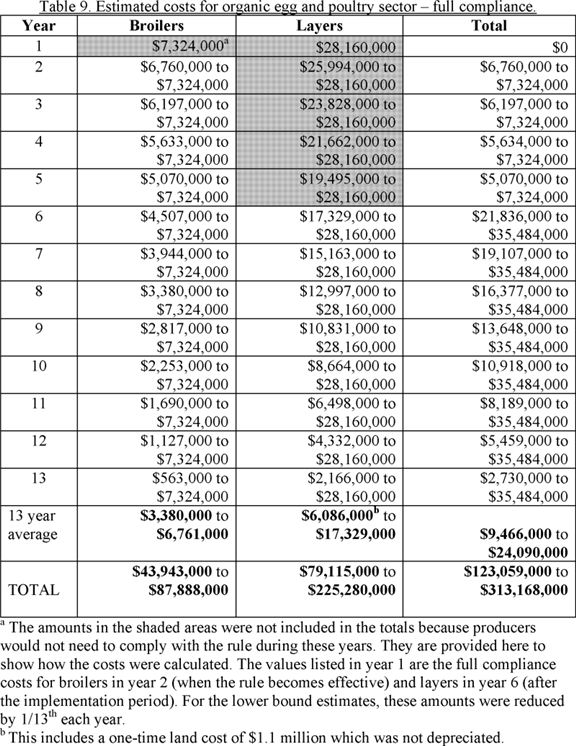 Table 9. Estimated costs for organic egg and poultry sector – full compliance.
Year Broilers Layers Total
1 $7,324,000a $28,160,000 $0
2 $6,760,000 to $25,994,000 to $6,760,000 to
$7,324,000 $28,160,000 $7,324,000
3 $6,197,000 to $23,828,000 to $6,197,000 to
$7,324,000 $28,160,000 $7,324,000
4 $5,633,000 to $21,662,000 to $5,634,000 to
$7,324,000 $28,160,000 $7,324,000
5 $5,070,000 to $19,495,000 to $5,070,000 to
$7,324,000 $28,160,000 $7,324,000
6 $4,507,000 to $17,329,000 to $21,836,000 to
$7,324,000 $28,160,000 $35,484,000
7 $3,944,000 to $15,163,000 to $19,107,000 to
$7,324,000 $28,160,000 $35,484,000
8 $3,380,000 to $12,997,000 to $16,377,000 to
$7,324,000 $28,160,000 $35,484,000
9 $2,817,000 to $10,831,000 to $13,648,000 to
$7,324,000 $28,160,000 $35,484,000
10 $2,253,000 to $8,664,000 to $10,918,000 to
$7,324,000 $28,160,000 $35,484,000
11 $1,690,000 to $6,498,000 to $8,189,000 to
$7,324,000 $28,160,000 $35,484,000
12 $1,127,000 to $4,332,000 to $5,459,000 to
$7,324,000 $28,160,000 $35,484,000
13 $563,000 to $2,166,000 to $2,730,000 to
$7,324,000 $28,160,000 $35,484,000
13 year $3,380,000 to $6,086,000b to
average $6,761,000 $17,329,000 $9,466,000 to
$24,090,000
$43,943,000 to $79,115,000 to $123,059,000 to
TOTAL $87,888,000 $225,280,000 $313,168,000
a The amounts in the shaded areas were not included in the totals because producers
would not need to comply with the rule during these years. They are provided here to
show how the costs were calculated. The values listed in year 1 are the full compliance
costs for broilers in year 2 (when the rule becomes effective) and layers in year 6 (after
the implementation period). For the lower bound estimates, these amounts were reduced
by 1/13th each year.
b This includes a one-time land cost of $1.1 million which was not depreciated.